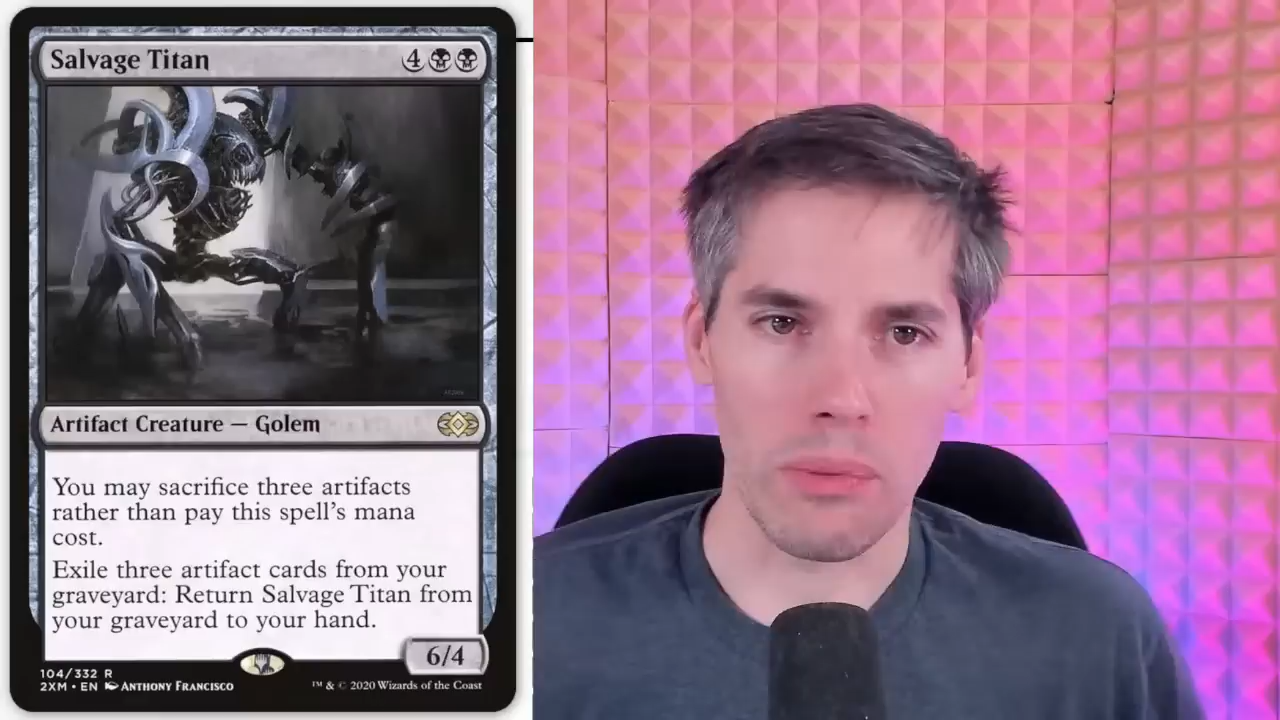 Salvage Titan 4
Artifact Creature — Golem
You may sacrifice three artifacts
rather than pay this spell's mana
cost.
Exile three artifact cards from your
graveyard: Return Salvage Titan from
your graveyard to your hand.
6/4
104/332 R
2XM • EN Anthony Francisco
™ & © 2020 Wizards of the Coast